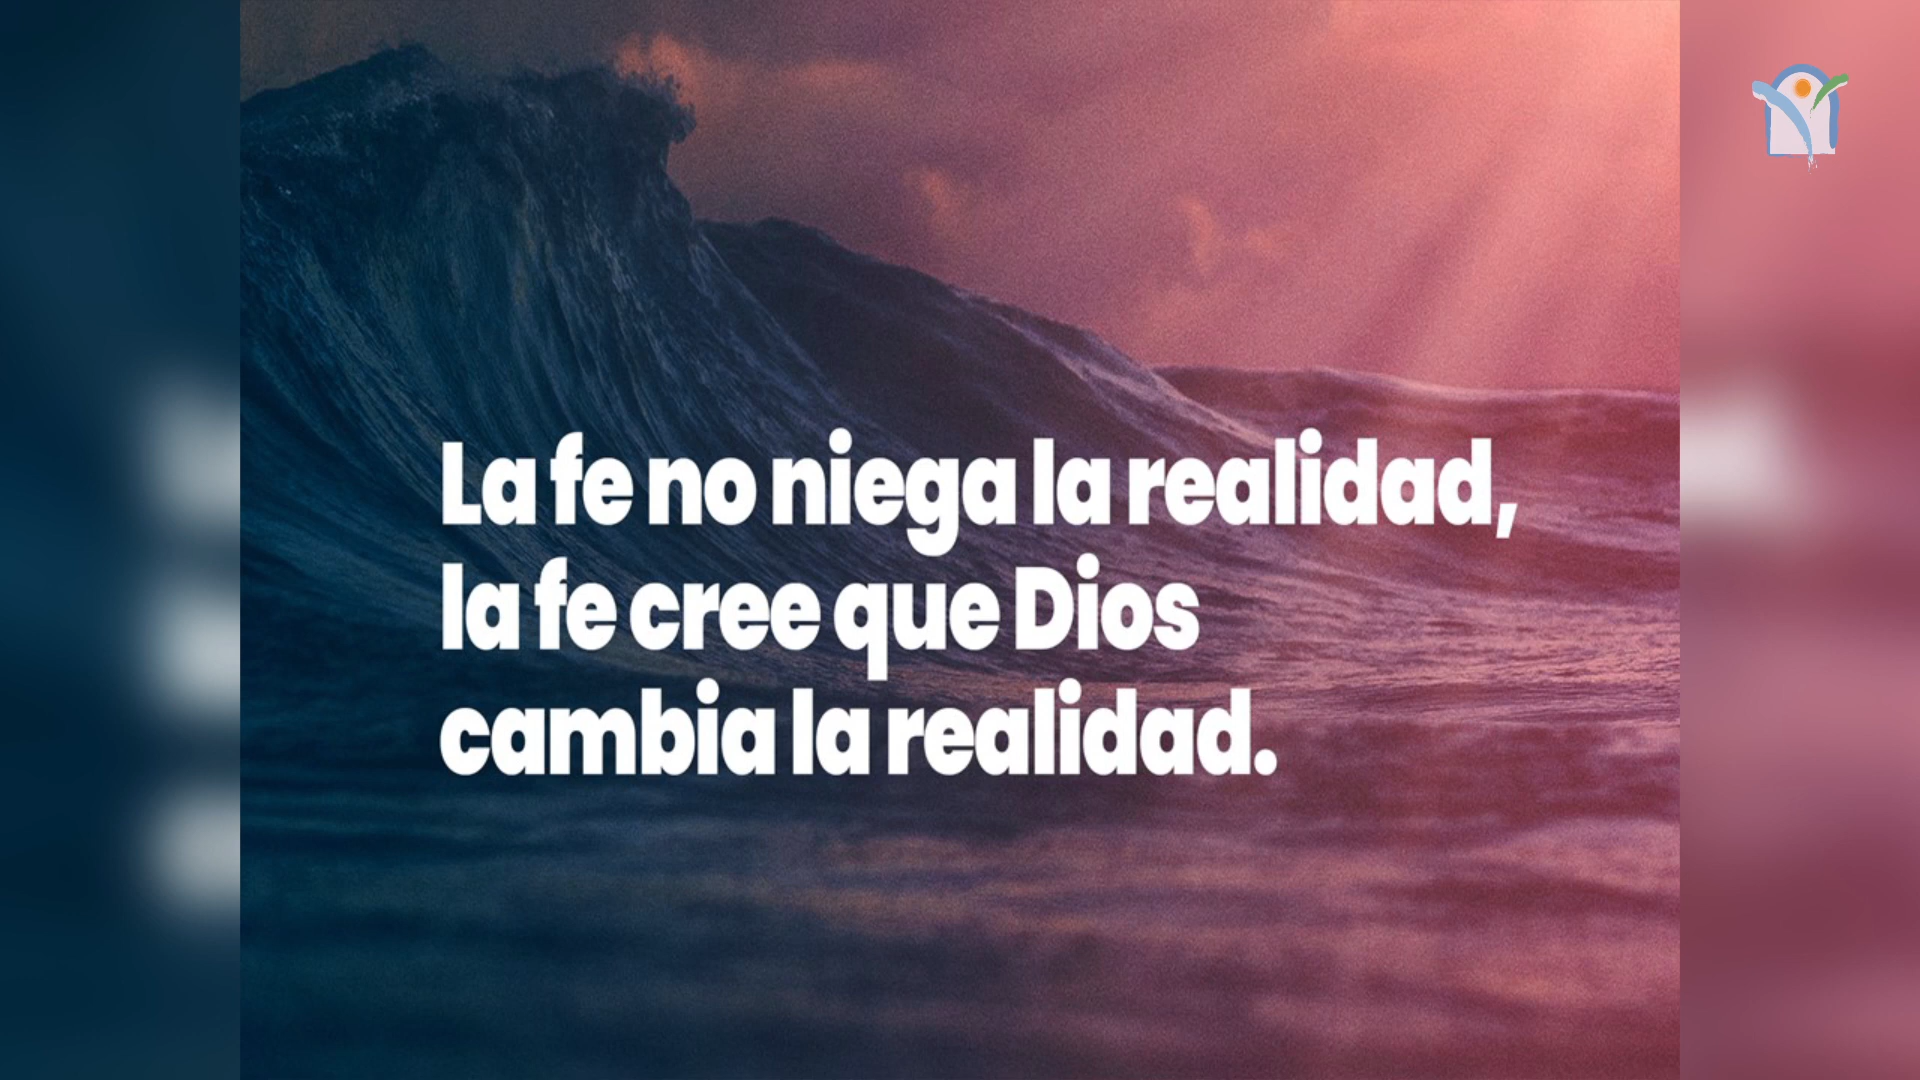 La fe no niega la realidad,
la fe cree que Dios
cambia la realidad.